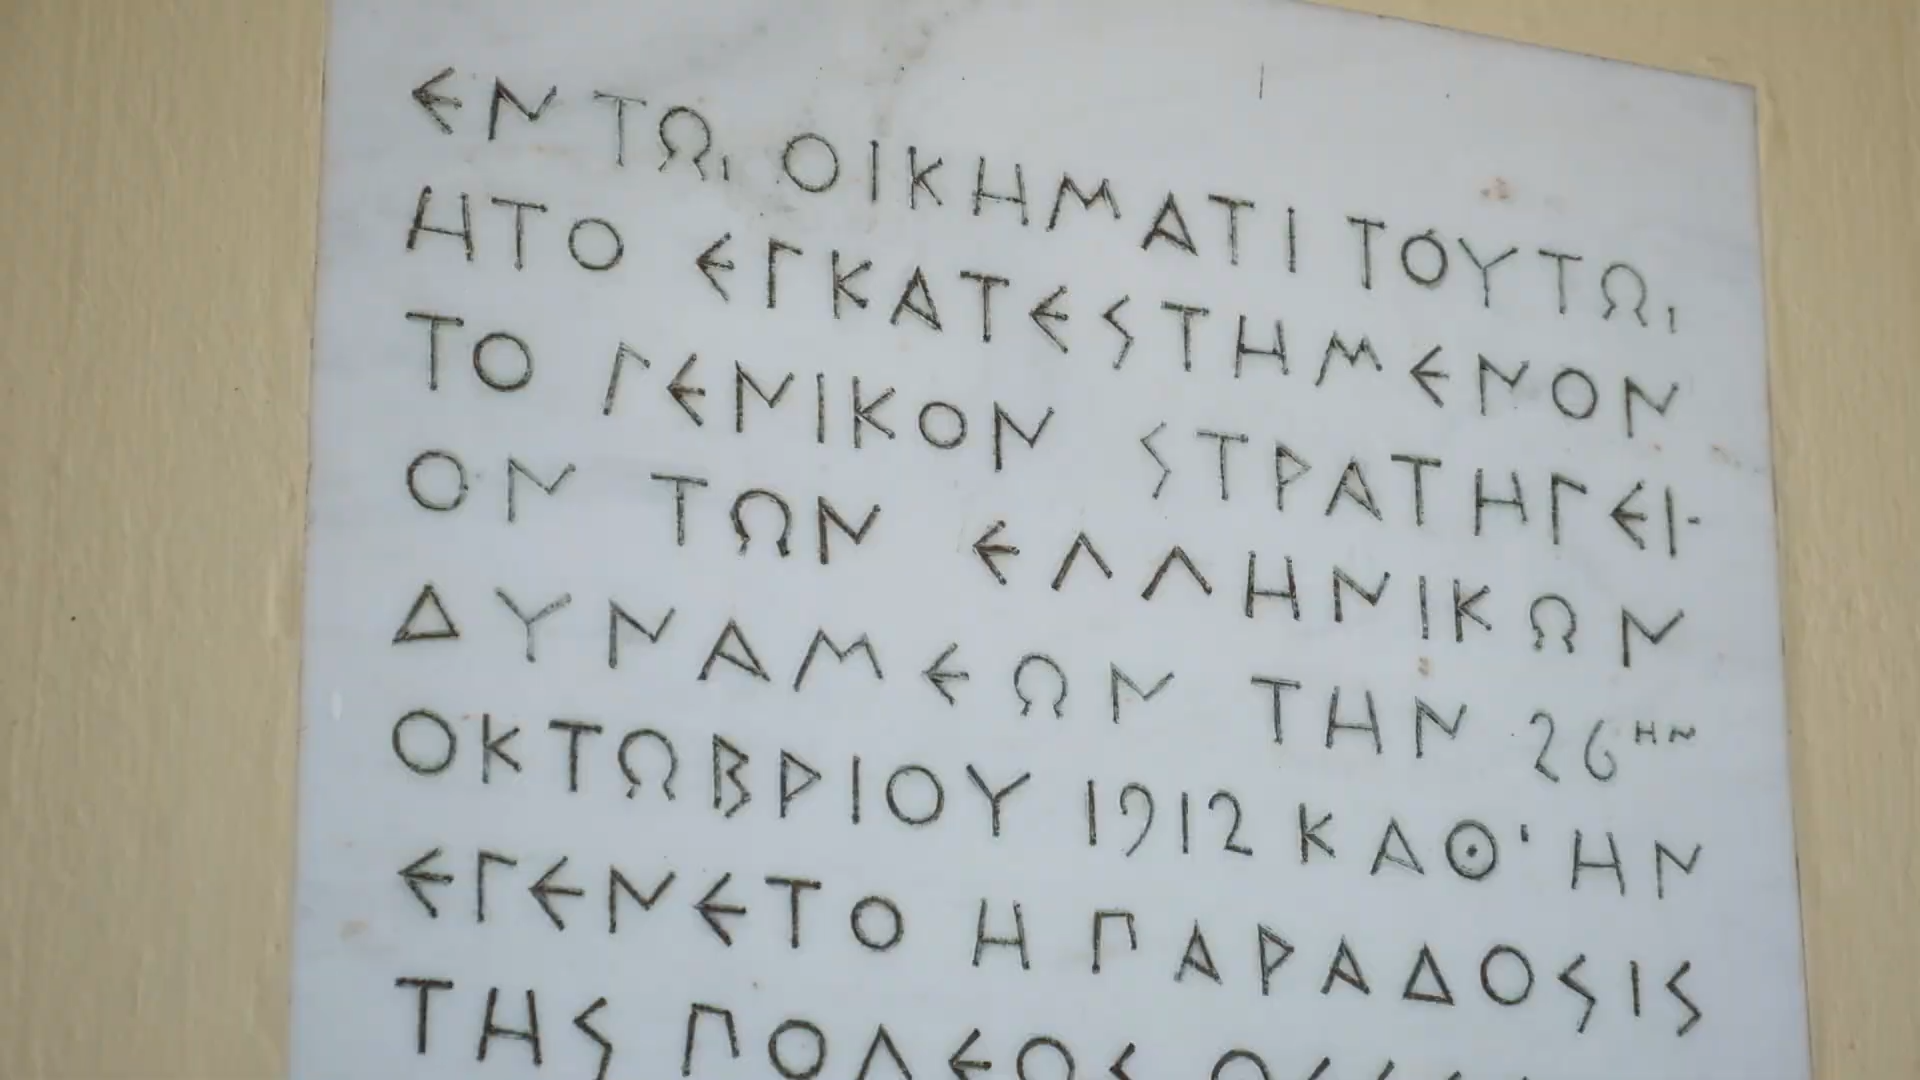 ΕΝ ΤΩΙ ΟΙΚΗΜΑΤΙ ΤΟΥΤΩΙ
ΗΤΟ ΕΓΚΑΤΕΣΤΗΜΕΝΟΝ
ΤΟ ΓΕΝΙΚΟΝ ΣΤΡΑΤΗΓΕΙ-
ΟΝ ΤΩΝ ΕΛΛΗΝΙΚΩΝ
ΔΥΝΑΜΕΩΝ ΤΗΝ 26ΗΝ
ΟΚΤΩΒΡΙΟΥ 1912 ΚΑΘ' ΗΝ
ΕΓΕΝΕΤΟ Η ΠΑΡΑΔΟΣΙΣ
ΤΗΣ ΠΟΛΕΩΣ